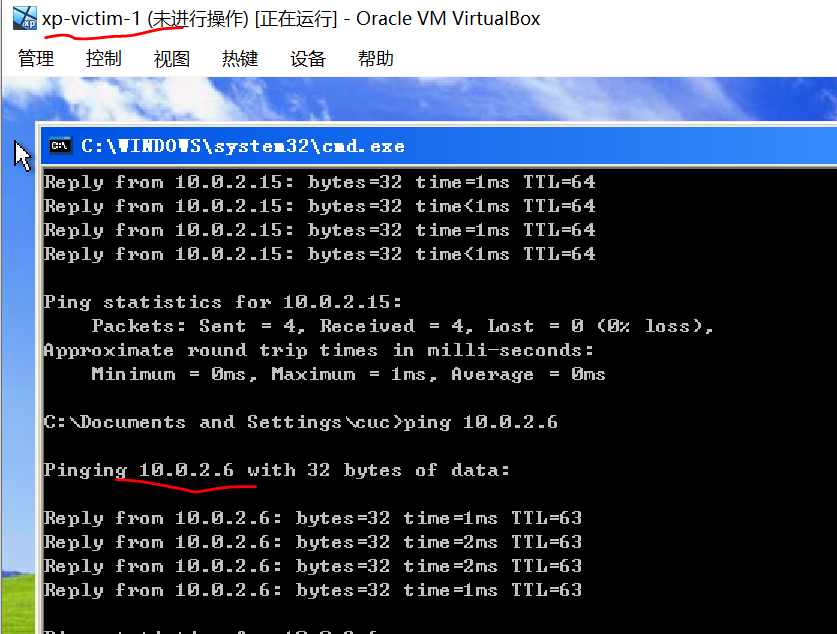 xp-victim-1 (未进行操作) [正在运行] - Oracle VM VirtualBox
管理 控制 视图 热键 设备 帮助
C:\WINDOWS\system32\cmd.exe
Reply from 10.0.2.15: bytes=32 time=1ms TTL=64
Reply from 10.0.2.15: bytes=32 time<1ms TTL=64
Reply from 10.0.2.15: bytes=32 time=1ms TTL=64
Reply from 10.0.2.15: bytes=32 time<1ms TTL=64
Ping statistics for 10.0.2.15:
Packets: Sent = 4, Received = 4, Lost = 0 (0% loss),
Approximate round trip times in milli-seconds:
Minimum = 0ms, Maximum = 1ms, Average = 0ms
C:\Documents and Settings\cuc>ping 10.0.2.6
Pinging 10.0.2.6 with 32 bytes of data:
Reply from 10.0.2.6: bytes=32 time=1ms TTL=63
Reply from 10.0.2.6: bytes=32 time=2ms TTL=63
Reply from 10.0.2.6: bytes=32 time=2ms TTL=63
Reply from 10.0.2.6: bytes=32 time=1ms TTL=63